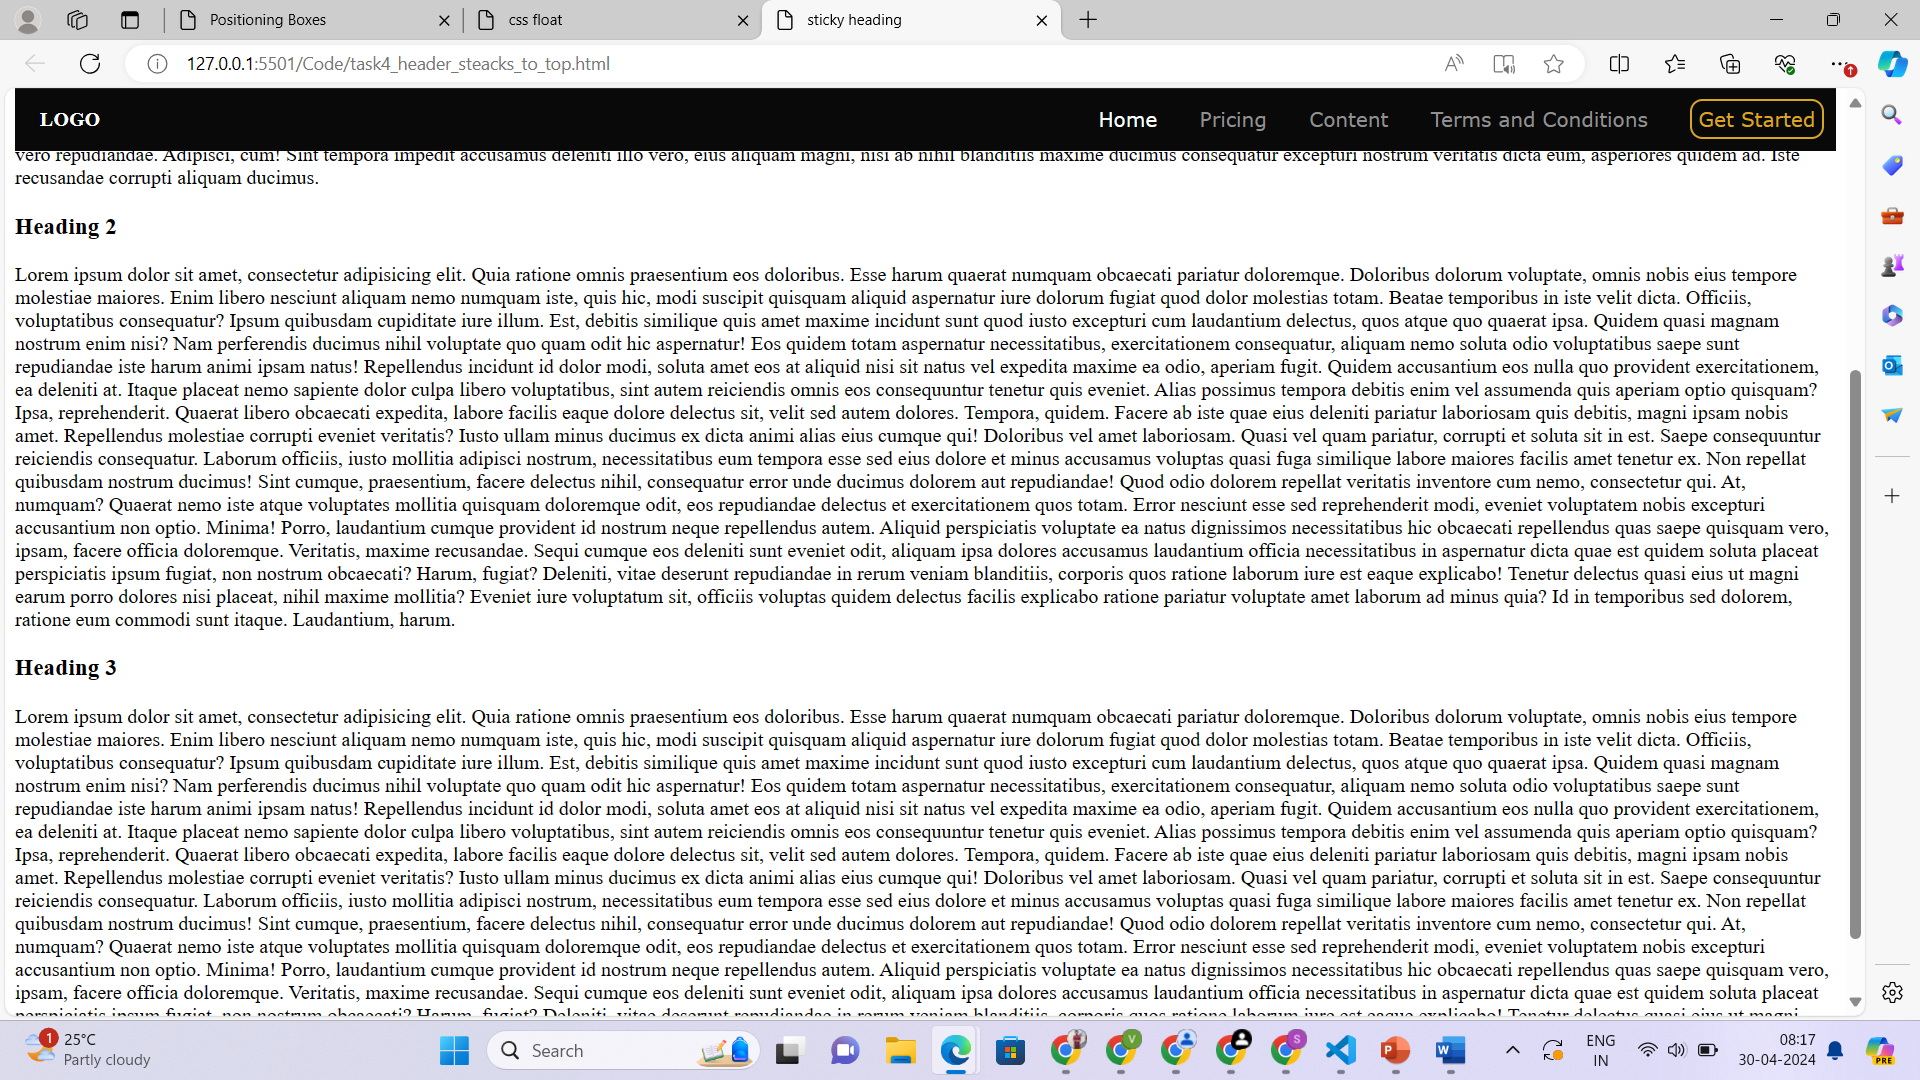 Positioning Boxes
css float
sticky heading
127.0.0.1:5501/Code/task4_header_steacks_to_top.html
LOGO
Home
Pricing
Content
Terms and Conditions
Get Started
vero repudiandae. Adipisci, cum! Sint tempora impedit accusamus deleniti illo vero, eius aliquam magni, nisi ab nihil blanditiis maxime ducimus consequatur excepturi nostrum veritatis dicta eum, asperiores quidem ad. Iste
recusandae corrupti aliquam ducimus.
Heading 2
Lorem ipsum dolor sit amet, consectetur adipisicing elit. Quia ratione omnis praesentium eos doloribus. Esse harum quaerat numquam obcaecati pariatur doloremque. Doloribus dolorum voluptate, omnis nobis eius tempore
molestiae maiores. Enim libero nesciunt aliquam nemo numquam iste, quis hic, modi suscipit quisquam aliquid aspernatur iure dolorum fugiat quod dolor molestias totam. Beatae temporibus in iste velit dicta. Officiis,
voluptatibus consequatur? Ipsum quibusdam cupiditate iure illum. Est, debitis similique quis amet maxime incidunt sunt quod iusto excepturi cum laudantium delectus, quos atque quo quaerat ipsa. Quidem quasi magnam
nostrum enim nisi? Nam perferendis ducimus nihil voluptate quo quam odit hic aspernatur! Eos quidem totam aspernatur necessitatibus, exercitationem consequatur, aliquam nemo soluta odio voluptatibus saepe sunt
repudiandae iste harum animi ipsam natus! Repellendus incidunt id dolor modi, soluta amet eos at aliquid nisi sit natus vel expedita maxime ea odio, aperiam fugit. Quidem accusantium eos nulla quo provident exercitationem,
ea deleniti at. Itaque placeat nemo sapiente dolor culpa libero voluptatibus, sint autem reiciendis omnis eos consequuntur tenetur quis eveniet. Alias possimus tempora debitis enim vel assumenda quis aperiam optio quisquam?
Ipsa, reprehenderit. Quaerat libero obcaecati expedita, labore facilis eaque dolore delectus sit, velit sed autem dolores. Tempora, quidem. Facere ab iste quae eius deleniti pariatur laboriosam quis debitis, magni ipsam nobis
amet. Repellendus molestiae corrupti eveniet veritatis? Iusto ullam minus ducimus ex dicta animi alias eius cumque qui! Doloribus vel amet laboriosam. Quasi vel quam pariatur, corrupti et soluta sit in est. Saepe consequuntur
reiciendis consequatur. Laborum officiis, iusto mollitia adipisci nostrum, necessitatibus eum tempora esse sed eius dolore et minus accusamus voluptas quasi fuga similique labore maiores facilis amet tenetur ex. Non repellat
quibusdam nostrum ducimus! Sint cumque, praesentium, facere delectus nihil, consequatur error unde ducimus dolorem aut repudiandae! Quod odio dolorem repellat veritatis inventore cum nemo, consectetur qui. At,
numquam? Quaerat nemo iste atque voluptates mollitia quisquam doloremque odit, eos repudiandae delectus et exercitationem quos totam. Error nesciunt esse sed reprehenderit modi, eveniet voluptatem nobis excepturi
accusantium non optio. Minima! Porro, laudantium cumque provident id nostrum neque repellendus autem. Aliquid perspiciatis voluptate ea natus dignissimos necessitatibus hic obcaecati repellendus quas saepe quisquam vero,
ipsam, facere officia doloremque. Veritatis, maxime recusandae. Sequi cumque eos deleniti sunt eveniet odit, aliquam ipsa dolores accusamus laudantium officia necessitatibus in aspernatur dicta quae est quidem soluta placeat
perspiciatis ipsum fugiat, non nostrum obcaecati? Harum, fugiat? Deleniti, vitae deserunt repudiandae in rerum veniam blanditiis, corporis quos ratione laborum iure est eaque explicabo! Tenetur delectus quasi eius ut magni
earum porro dolores nisi placeat, nihil maxime mollitia? Eveniet iure voluptatum sit, officiis voluptas quidem delectus facilis explicabo ratione pariatur voluptate amet laborum ad minus quia? Id in temporibus sed dolorem,
ratione eum commodi sunt itaque. Laudantium, harum.
Heading 3
Lorem ipsum dolor sit amet, consectetur adipisicing elit. Quia ratione omnis praesentium eos doloribus. Esse harum quaerat numquam obcaecati pariatur doloremque. Doloribus dolorum voluptate, omnis nobis eius tempore
molestiae maiores. Enim libero nesciunt aliquam nemo numquam iste, quis hic, modi suscipit quisquam aliquid aspernatur iure dolorum fugiat quod dolor molestias totam. Beatae temporibus in iste velit dicta. Officiis,
voluptatibus consequatur? Ipsum quibusdam cupiditate iure illum. Est, debitis similique quis amet maxime incidunt sunt quod iusto excepturi cum laudantium delectus, quos atque quo quaerat ipsa. Quidem quasi magnam
nostrum enim nisi? Nam perferendis ducimus nihil voluptate quo quam odit hic aspernatur! Eos quidem totam aspernatur necessitatibus, exercitationem consequatur, aliquam nemo soluta odio voluptatibus saepe sunt
repudiandae iste harum animi ipsam natus! Repellendus incidunt id dolor modi, soluta amet eos at aliquid nisi sit natus vel expedita maxime ea odio, aperiam fugit. Quidem accusantium eos nulla quo provident exercitationem,
ea deleniti at. Itaque placeat nemo sapiente dolor culpa libero voluptatibus, sint autem reiciendis omnis eos consequuntur tenetur quis eveniet. Alias possimus tempora debitis enim vel assumenda quis aperiam optio quisquam?
Ipsa, reprehenderit. Quaerat libero obcaecati expedita, labore facilis eaque dolore delectus sit, velit sed autem dolores. Tempora, quidem. Facere ab iste quae eius deleniti pariatur laboriosam quis debitis, magni ipsam nobis
amet. Repellendus molestiae corrupti eveniet veritatis? Iusto ullam minus ducimus ex dicta animi alias eius cumque qui! Doloribus vel amet laboriosam. Quasi vel quam pariatur, corrupti et soluta sit in est. Saepe consequuntur
reiciendis consequatur. Laborum officiis, iusto mollitia adipisci nostrum, necessitatibus eum tempora esse sed eius dolore et minus accusamus voluptas quasi fuga similique labore maiores facilis amet tenetur ex. Non repellat
quibusdam nostrum ducimus! Sint cumque, praesentium, facere delectus nihil, consequatur error unde ducimus dolorem aut repudiandae! Quod odio dolorem repellat veritatis inventore cum nemo, consectetur qui. At,
numquam? Quaerat nemo iste atque voluptates mollitia quisquam doloremque odit, eos repudiandae delectus et exercitationem quos totam. Error nesciunt esse sed reprehenderit modi, eveniet voluptatem nobis excepturi
accusantium non optio. Minima! Porro, laudantium cumque provident id nostrum neque repellendus autem. Aliquid perspiciatis voluptate ea natus dignissimos necessitatibus hic obcaecati repellendus quas saepe quisquam vero,
ipsam, facere officia doloremque. Veritatis, maxime recusandae. Sequi cumque eos deleniti sunt eveniet odit, aliquam ipsa dolores accusamus laudantium officia necessitatibus in aspernatur dicta quae est quidem soluta placeat
perspiciatis ipsum fugiat, non nostrum obcaecati? Harum, fugiat? Deleniti, vitae deserunt repudiandae in rerum veniam blanditiis, corporis quos ratione laborum iure est eaque explicabo! Tenetur delectus quasi eius ut magni
1
25°C
Partly cloudy
Search
V
S
ENG
IN
08:17
30-04-2024
PRE